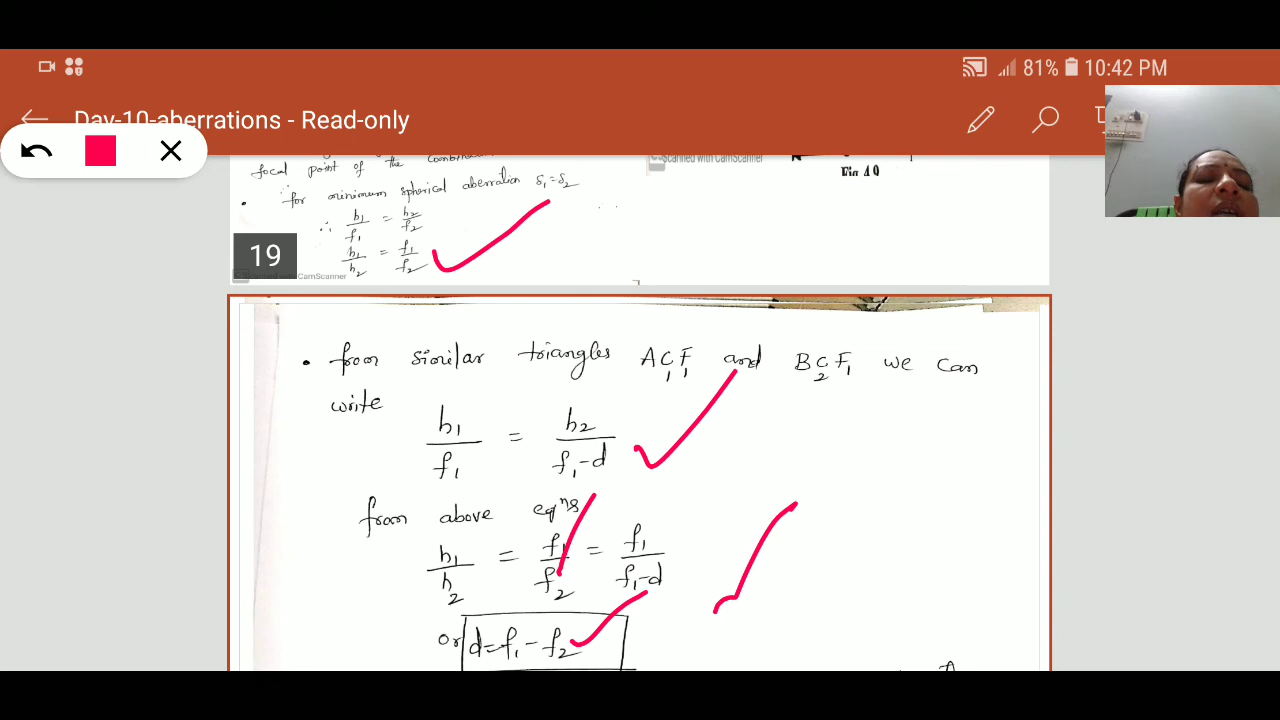 81% 10:42 PM
Day-10-aberrations - Read-only
focal point of the
Scanned with CamScanner
Fig 4.9
. for minimum spherical aberration δ₁=δ₂
∴ h₁/f₁ = h₂/f₂
h₁/h₂ = f₁/f₂
19
Scanned with CamScanner
. from similar triangles AC₁F₁ and BC₂F₁ we can
write
h₁/f₁ = h₂/f₁-d
from above eqⁿs
h₁/h₂ = f₁/f₂ = f₁/f₁-d
or d=f₁-f₂